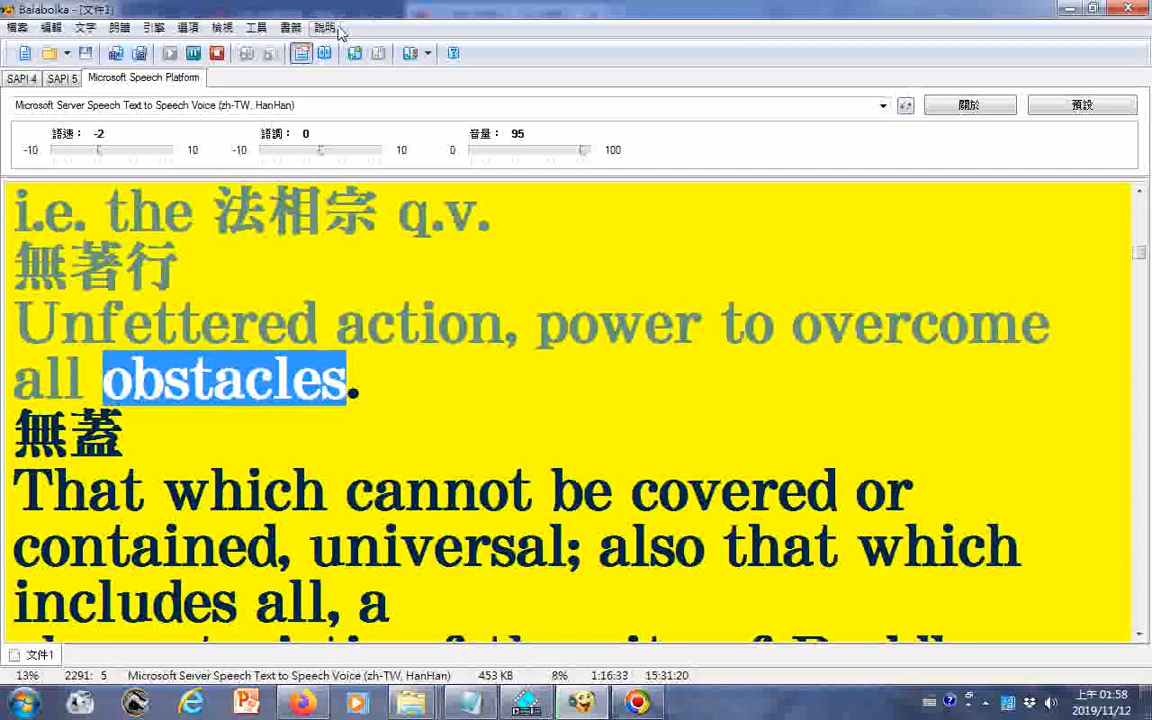 Balabolka - [文件1]
檔案 編輯 文字 朗讀 引擎 選項 檢視 工具 書籤 說明
SAPI 4 SAPI 5 Microsoft Speech Platform
Microsoft Server Speech Text to Speech Voice (zh-TW, HanHan) 關於 預設
語速： -2 語調： 0 音量： 95
-10 10 -10 10 0 100
i.e. the 法相宗 q.v.
無著行
Unfettered action, power to overcome
all obstacles.
無蓋
That which cannot be covered or
contained, universal; also that which
includes all, a
文件1
13% 2291: 5 Microsoft Server Speech Text to Speech Voice (zh-TW, HanHan) 453 KB 8% 1:16:33 15:31:20
上午 01:58
2019/11/12